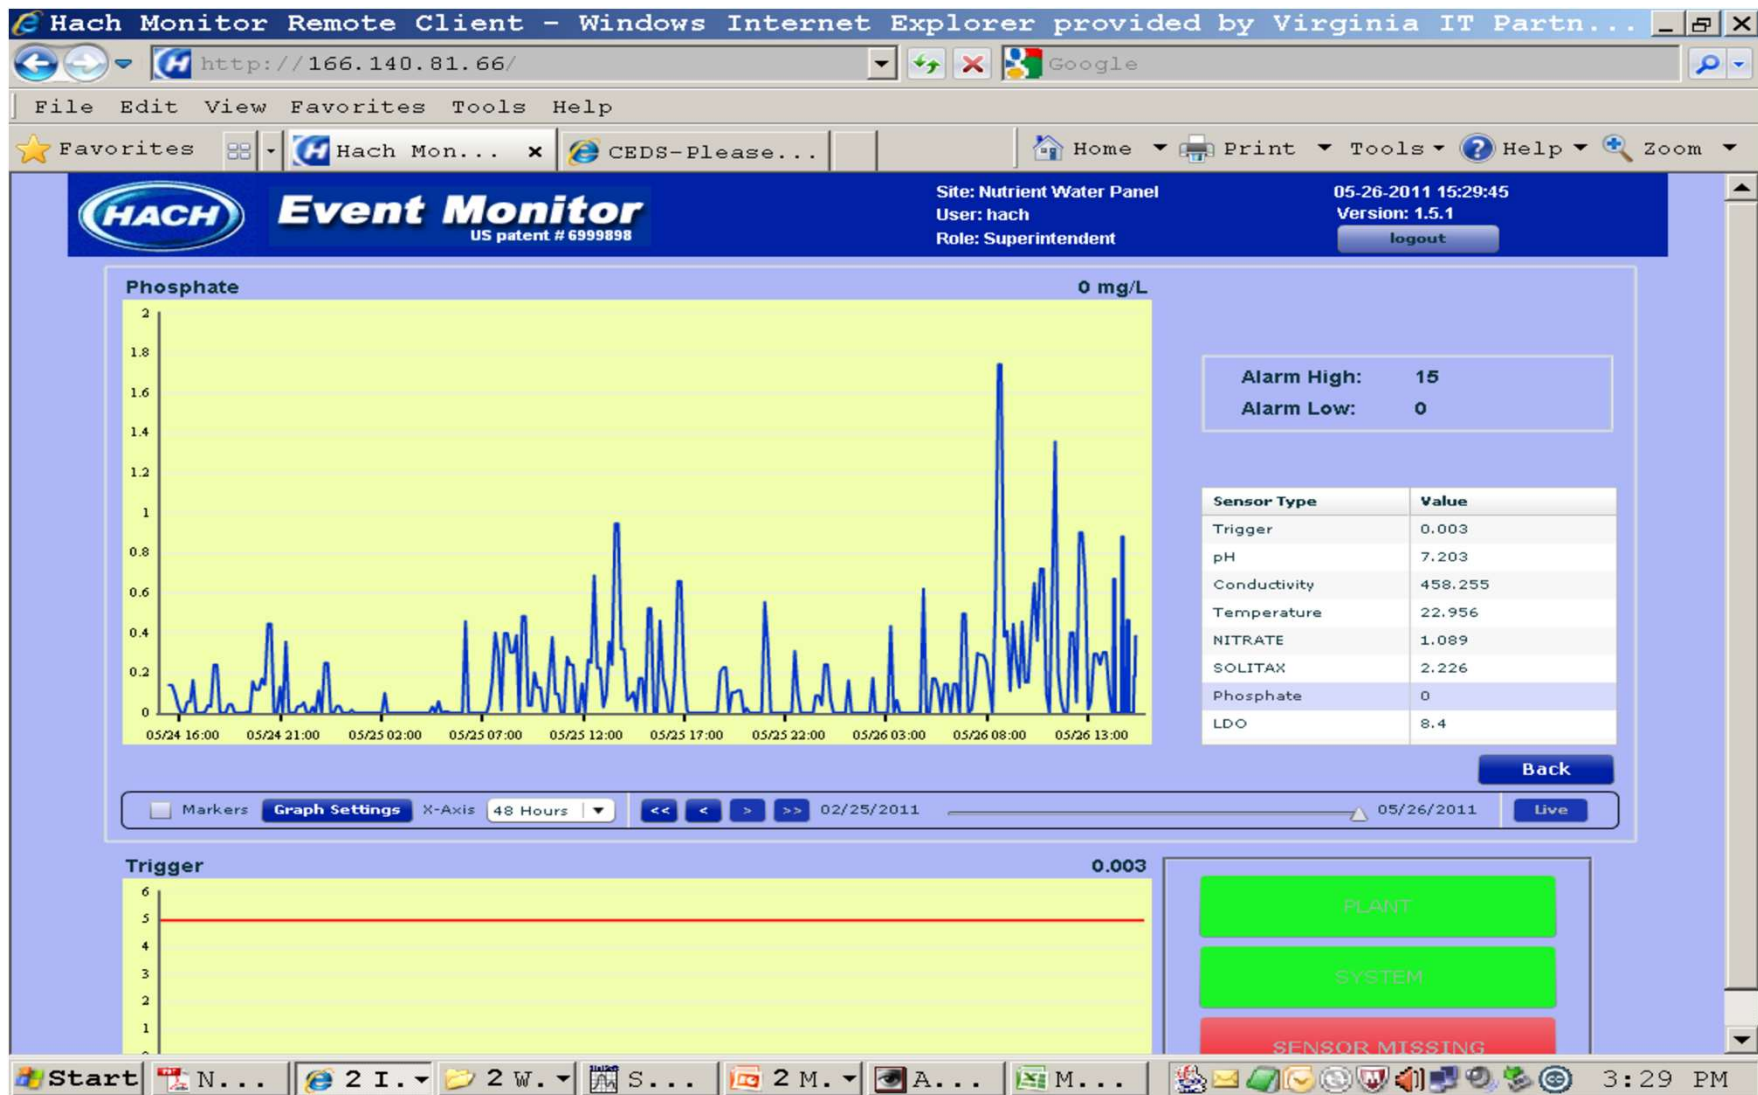 Hach Monitor Remote Client - Windows Internet Explorer provided by Virginia IT Partn...
http://166.140.81.66/
Google
File Edit View Favorites Tools Help
Favorites
Hach Mon...
CEDS-Please...
Home
Print
Tools
Help
Zoom
HACH
Event Monitor
US patent # 6999898
Site: Nutrient Water Panel
User: hach
Role: Superintendent
05-26-2011 15:29:45
Version: 1.5.1
logout
Phosphate
0 mg/L
2
1.8
1.6
1.4
1.2
1
0.8
0.6
0.4
0.2
0
05/24 16:00 05/24 21:00 05/25 02:00 05/25 07:00 05/25 12:00 05/25 17:00 05/25 22:00 05/26 03:00 05/26 08:00 05/26 13:00
Alarm High: 15
Alarm Low: 0
Sensor Type Value
Trigger 0.003
pH 7.203
Conductivity 458.255
Temperature 22.956
NITRATE 1.089
SOLITAX 2.226
Phosphate 0
LDO 8.4
Back
Markers Graph Settings X-Axis 48 Hours << < > >> 02/25/2011 05/26/2011 Live
Trigger
0.003
6
5
4
3
2
1
PLANT
SYSTEM
SENSOR MISSING
Start N... 2 I. 2 W. S... 2 M. A... M... 3:29 PM